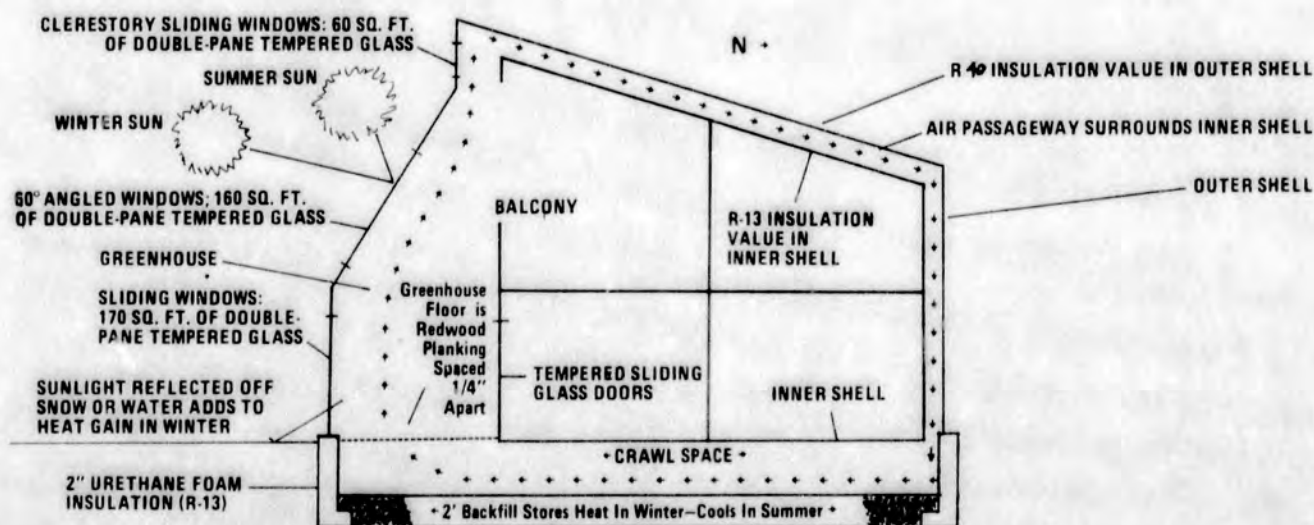 CLERESTORY SLIDING WINDOWS: 60 SQ. FT.
OF DOUBLE-PANE TEMPERED GLASS
SUMMER SUN
WINTER SUN
60° ANGLED WINDOWS; 160 SQ. FT.
OF DOUBLE-PANE TEMPERED GLASS
GREENHOUSE
SLIDING WINDOWS:
170 SQ. FT. OF DOUBLE-
PANE TEMPERED GLASS
SUNLIGHT REFLECTED OFF
SNOW OR WATER ADDS TO
HEAT GAIN IN WINTER
2" URETHANE FOAM
INSULATION (R-13)
N
BALCONY
Greenhouse
Floor is
Redwood
Planking
Spaced
1/4"
Apart
TEMPERED SLIDING
GLASS DOORS
R-13 INSULATION
VALUE IN
INNER SHELL
INNER SHELL
CRAWL SPACE
2' Backfill Stores Heat In Winter–Cools In Summer
R 40 INSULATION VALUE IN OUTER SHELL
AIR PASSAGEWAY SURROUNDS INNER SHELL
OUTER SHELL